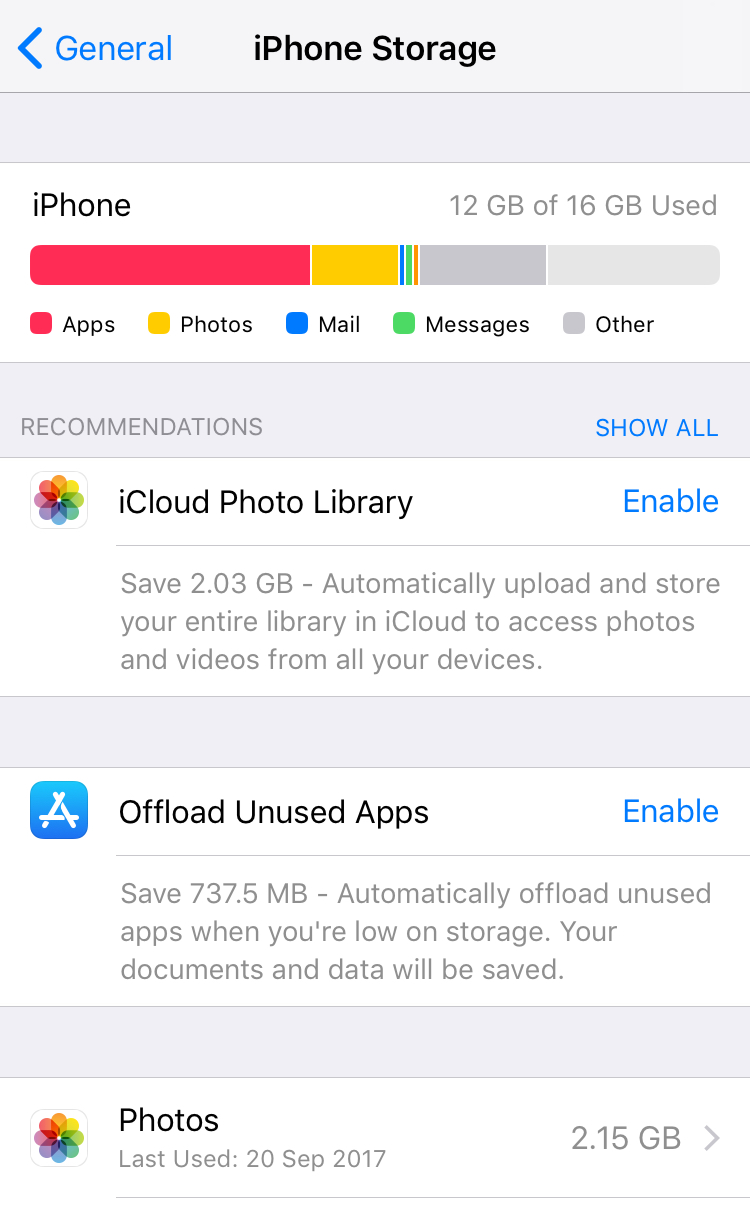 General
iPhone Storage
iPhone
12 GB of 16 GB Used
Apps Photos Mail Messages Other
RECOMMENDATIONS
SHOW ALL
iCloud Photo Library
Enable
Save 2.03 GB - Automatically upload and store
your entire library in iCloud to access photos
and videos from all your devices.
Offload Unused Apps
Enable
Save 737.5 MB - Automatically offload unused
apps when you're low on storage. Your
documents and data will be saved.
Photos
2.15 GB
Last Used: 20 Sep 2017